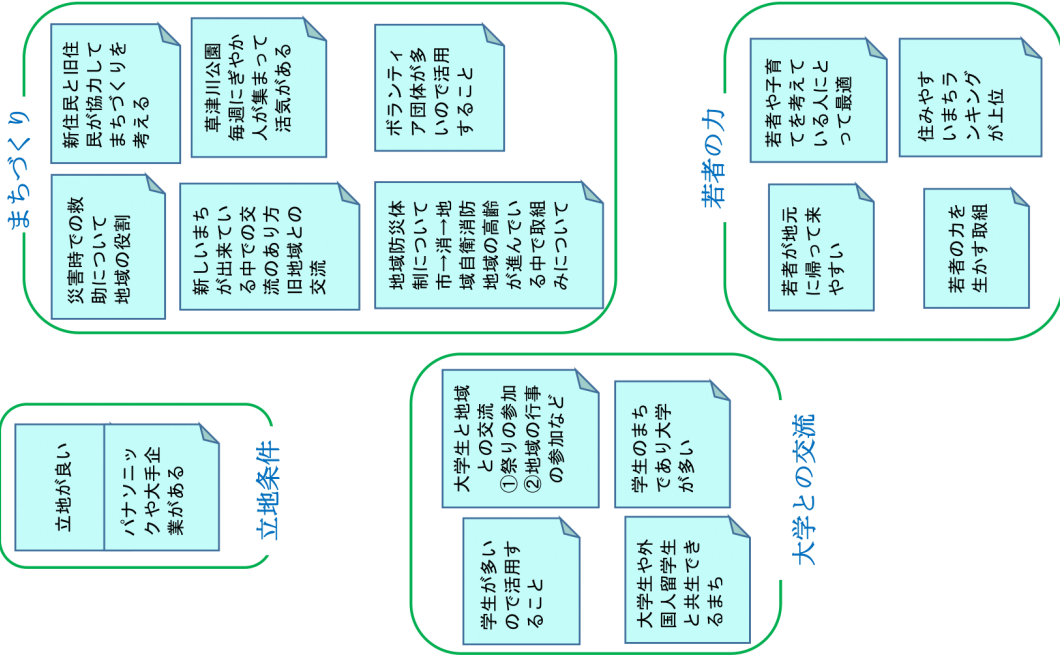 立地が良い
パナソニッ
クや大手企
業がある
立地条件
まちづくり
災害時での救
助について
地域の役割
新住民と旧住
民が協力して
まちづくりを
考える
新しいまち
が出来てい
る中での交
流のあり方
旧地域との
交流
草津川公園
毎週にぎやか
人が集まって
活気がある
地域防災体
制について
市→消→地
域自衛消防
地域の高齢
が進んでい
る中で取組
みについて
ボランティ
ア団体が多
いので活用
すること
学生が多い
ので活用す
ること
大学生と地域
との交流
①祭りの参加
②地域の行事
の参加など
大学生や外
国人留学生
と共生でき
るまち
学生のまち
であり大学
が多い
大学との交流
若者の力
若者が地元
に帰って来
やすい
若者や子育
てを考えて
いる人にと
って最適
若者の力を
生かす取組
住みやす
いまちラ
ンキング
が上位